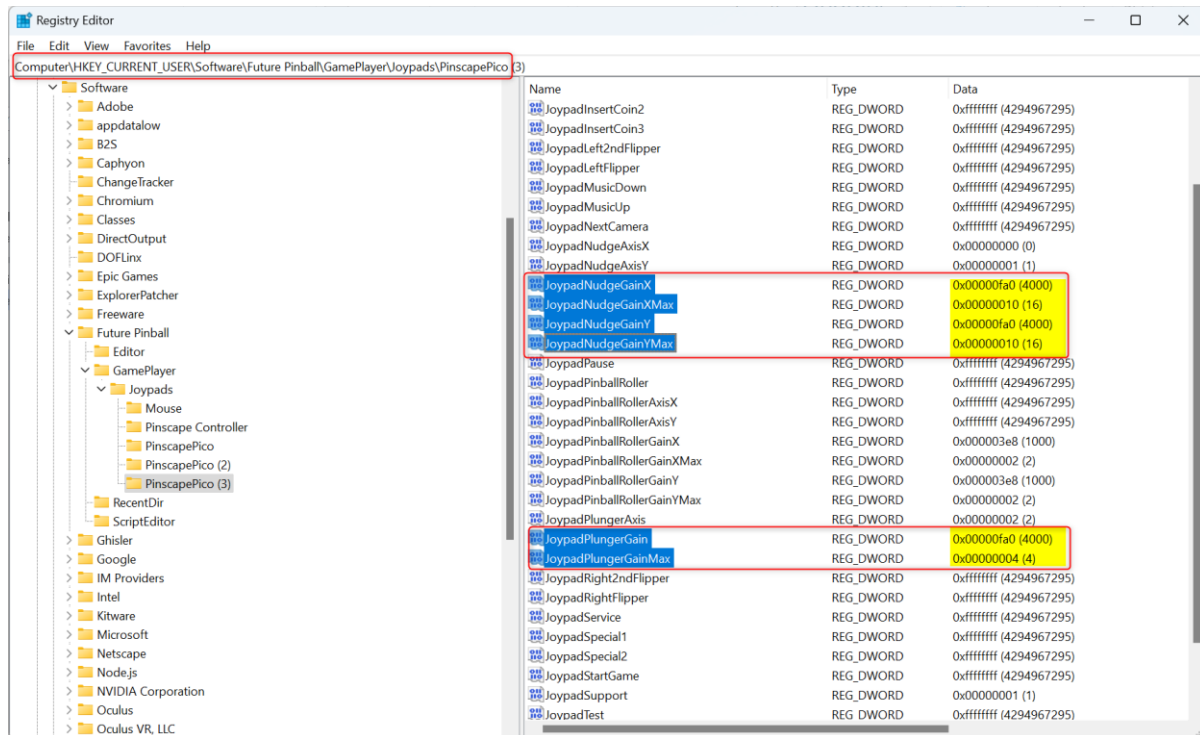 Registry Editor
File Edit View Favorites Help
Computer\HKEY_CURRENT_USER\Software\Future Pinball\GamePlayer\Joypads\PinscapePico (3)
Software
Adobe
appdatalow
B2S
Caphyon
ChangeTracker
Chromium
Classes
DirectOutput
DOFLinx
Epic Games
ExplorerPatcher
Freeware
Future Pinball
Editor
GamePlayer
Joypads
Mouse
Pinscape Controller
PinscapePico
PinscapePico (2)
PinscapePico (3)
RecentDir
ScriptEditor
Ghisler
Google
IM Providers
Intel
Kitware
Microsoft
Netscape
Node.js
NVIDIA Corporation
Oculus
Oculus VR, LLC
Name Type Data
JoypadInsertCoin2 REG_DWORD 0xffffffff (4294967295)
JoypadInsertCoin3 REG_DWORD 0xffffffff (4294967295)
JoypadLeft2ndFlipper REG_DWORD 0xffffffff (4294967295)
JoypadLeftFlipper REG_DWORD 0xffffffff (4294967295)
JoypadMusicDown REG_DWORD 0xffffffff (4294967295)
JoypadMusicUp REG_DWORD 0xffffffff (4294967295)
JoypadNextCamera REG_DWORD 0xffffffff (4294967295)
JoypadNudgeAxisX REG_DWORD 0x00000000 (0)
JoypadNudgeAxisY REG_DWORD 0x00000001 (1)
JoypadNudgeGainX REG_DWORD 0x00000fa0 (4000)
JoypadNudgeGainXMax REG_DWORD 0x00000010 (16)
JoypadNudgeGainY REG_DWORD 0x00000fa0 (4000)
JoypadNudgeGainYMax REG_DWORD 0x00000010 (16)
JoypadPause REG_DWORD 0xffffffff (4294967295)
JoypadPinballRoller REG_DWORD 0xffffffff (4294967295)
JoypadPinballRollerAxisX REG_DWORD 0xffffffff (4294967295)
JoypadPinballRollerAxisY REG_DWORD 0xffffffff (4294967295)
JoypadPinballRollerGainX REG_DWORD 0x000003e8 (1000)
JoypadPinballRollerGainXMax REG_DWORD 0x00000002 (2)
JoypadPinballRollerGainY REG_DWORD 0x000003e8 (1000)
JoypadPinballRollerGainYMax REG_DWORD 0x00000002 (2)
JoypadPlungerAxis REG_DWORD 0x00000002 (2)
JoypadPlungerGain REG_DWORD 0x00000fa0 (4000)
JoypadPlungerGainMax REG_DWORD 0x00000004 (4)
JoypadRight2ndFlipper REG_DWORD 0xffffffff (4294967295)
JoypadRightFlipper REG_DWORD 0xffffffff (4294967295)
JoypadService REG_DWORD 0xffffffff (4294967295)
JoypadSpecial1 REG_DWORD 0xffffffff (4294967295)
JoypadSpecial2 REG_DWORD 0xffffffff (4294967295)
JoypadStartGame REG_DWORD 0xffffffff (4294967295)
JoypadSupport REG_DWORD 0x00000001 (1)
JoypadTest REG_DWORD 0xffffffff (4294967295)